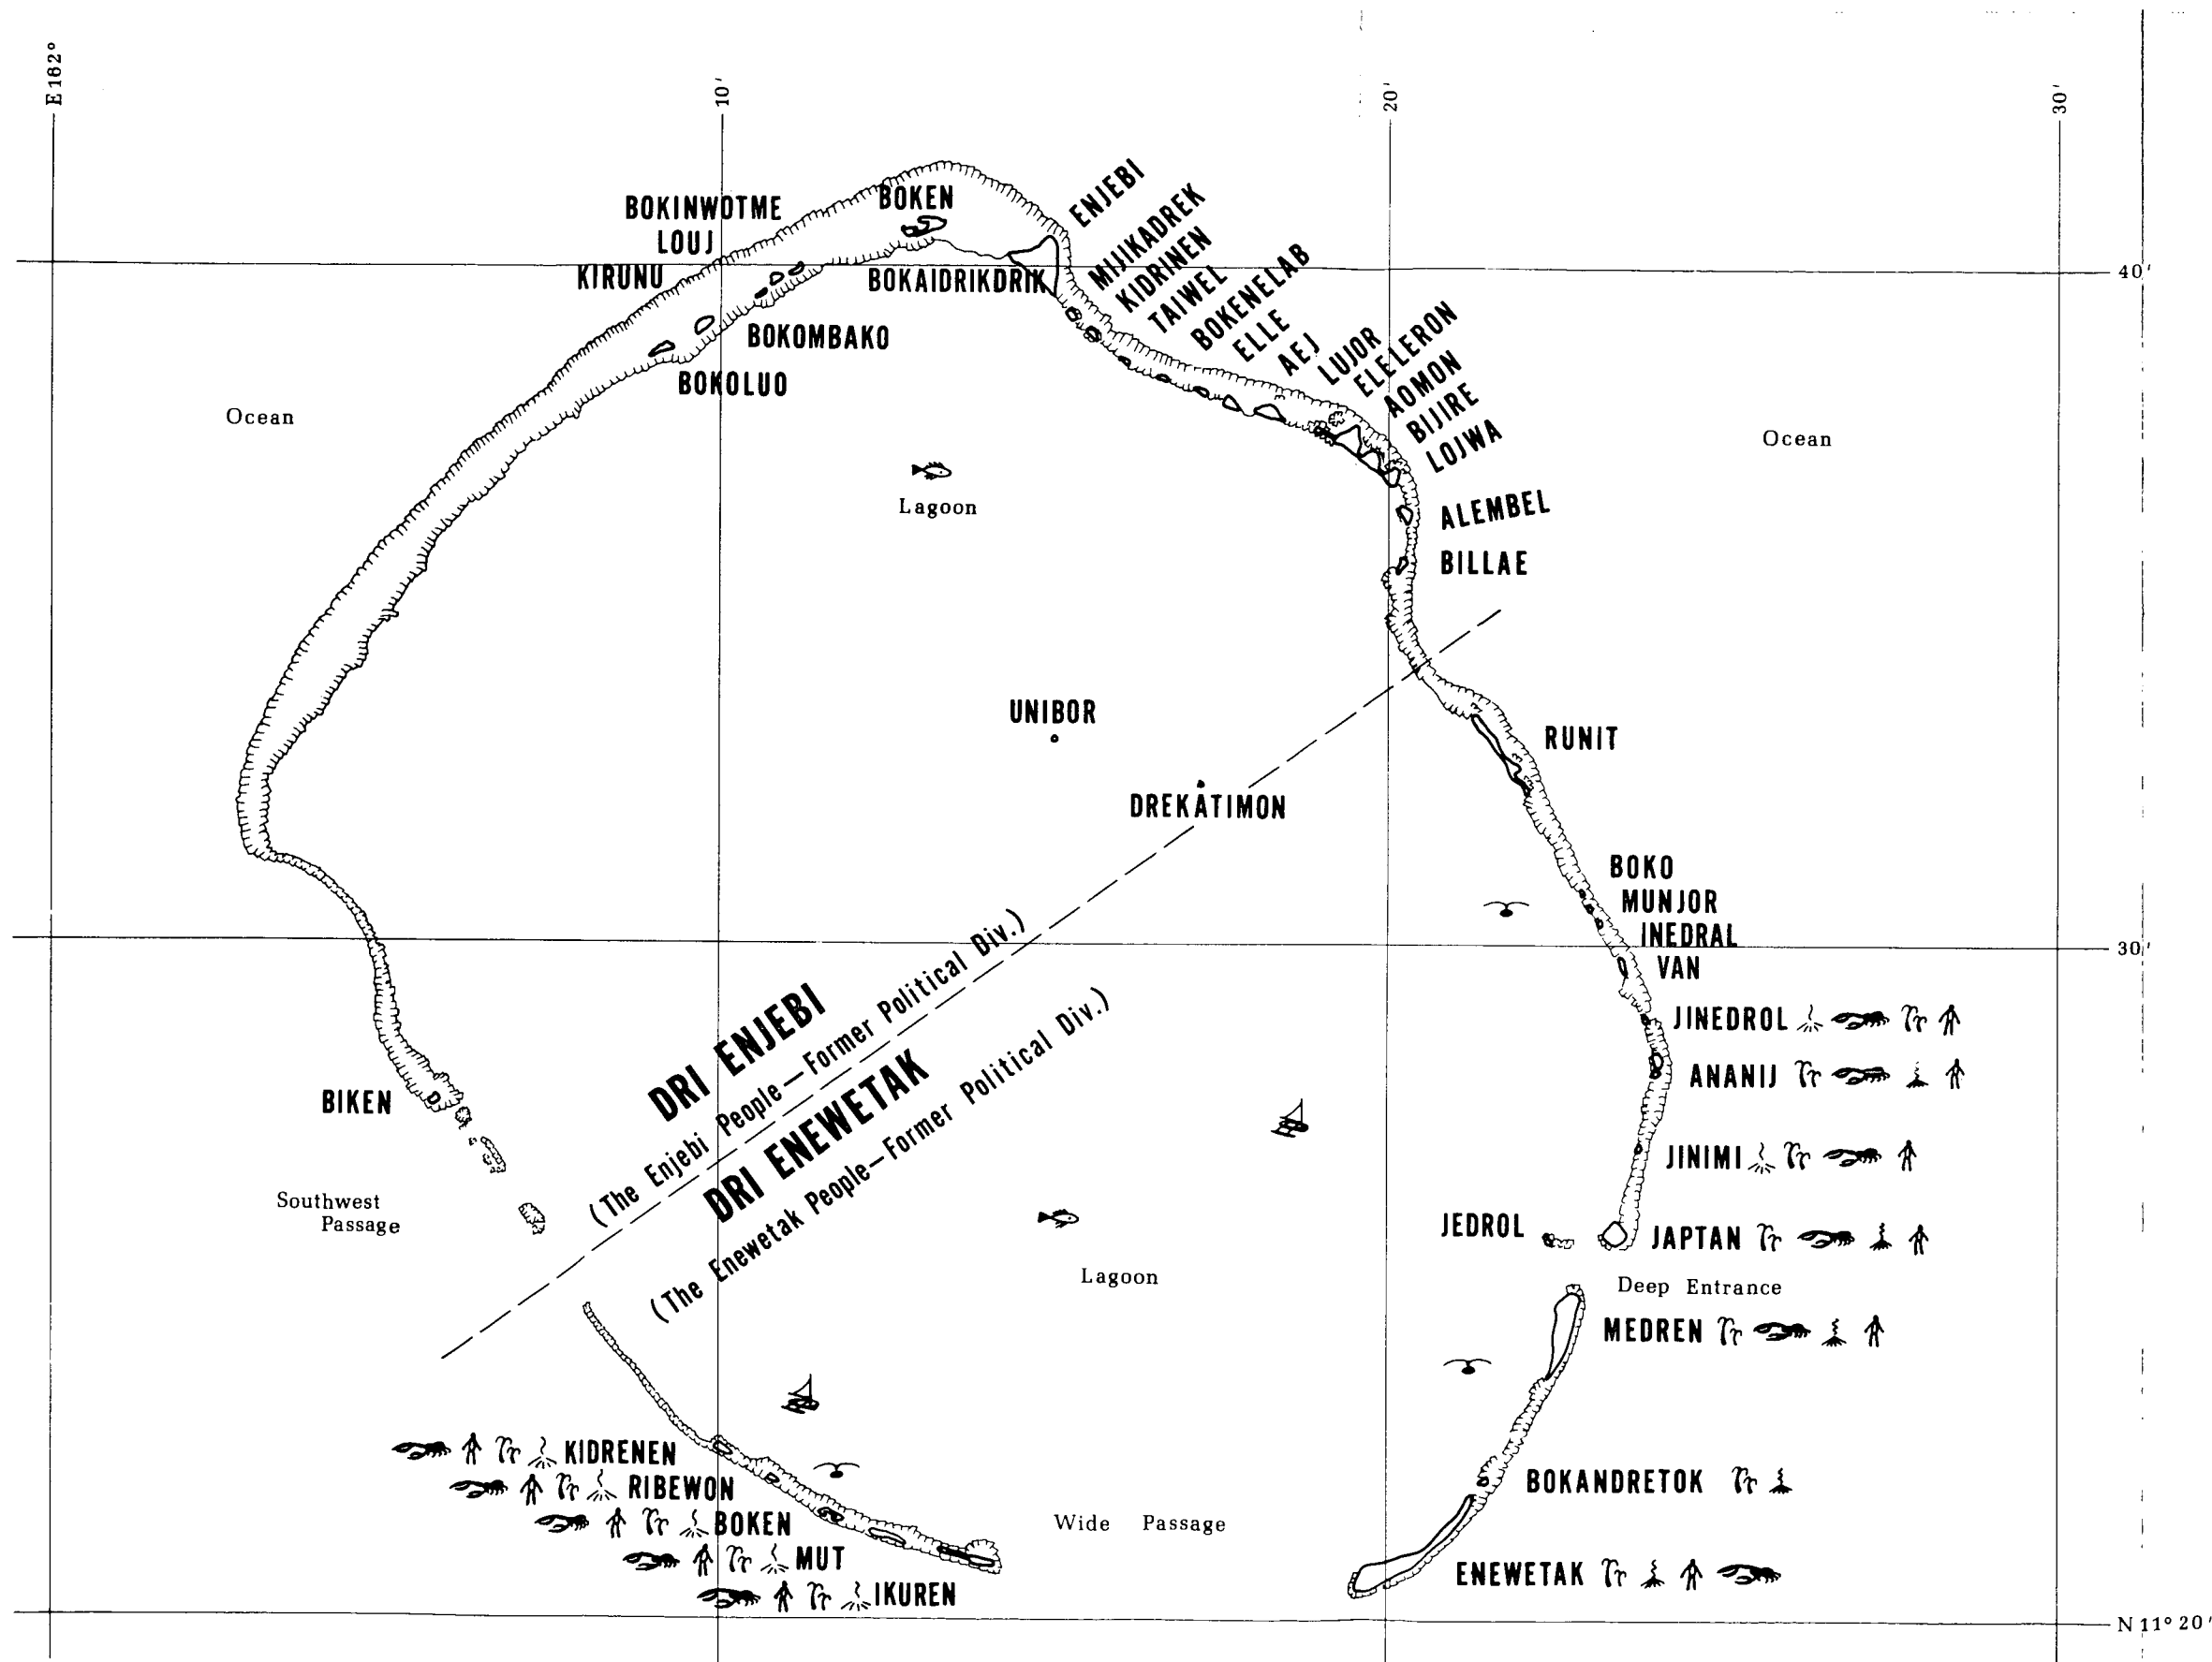 E 162°
10'
20'
30'
ENJEBI
BOKEN
BOKINWOTME
LOUJ
KIRUNU
MIJIKADREK
KIDRINEN
TAIWEL
BOKENELAB
ELLE
AEJ
LUJOR
ELELERON
AOMON
BIJIRE
LOJWA
40'
BOKAIDRIKDRIK
BOKOMBAKO
BOKOLUO
Ocean
Ocean
Lagoon
ALEMBEL
BILLAE
UNIBOR
RUNIT
DREKATIMON
BOKO
MUNJOR
INEDRAL
VAN
30'
JINEDROL
ANANIJ
DRI ENJEBI
(The Enjebi People—Former Political Div.)
DRI ENEWETAK
(The Enewetak People—Former Political Div.)
BIKEN
JINIMI
Southwest
Passage
JEDROL
JAPTAN
Lagoon
Deep Entrance
MEDREN
KIDRENEN
RIBEWON
BOKEN
MUT
IKUREN
BOKANDRETOK
Wide Passage
ENEWETAK
N 11° 20'